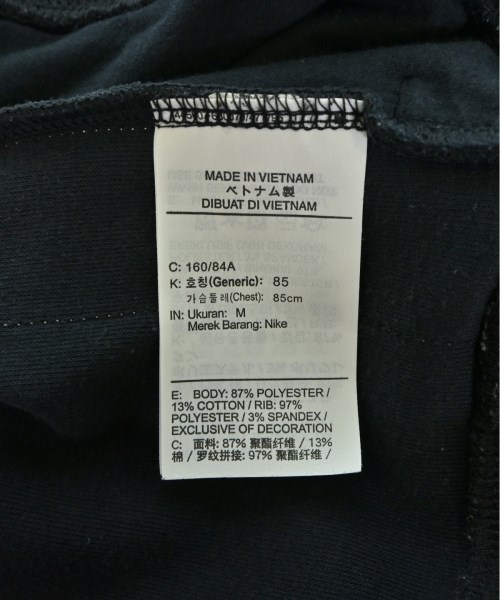 MADE IN VIETNAM
ベトナム製
DIBUAT DI VIETNAM
C: 160/84A
K: 호칭(Generic): 85
가슴둘레(Chest): 85cm
IN: Ukuran: M
Merek Barang: Nike
E: BODY: 87% POLYESTER /
13% COTTON / RIB: 97%
POLYESTER / 3% SPANDEX /
EXCLUSIVE OF DECORATION
C: 面料: 87% 聚酯纤维 / 13%
棉 / 罗纹拼接: 97% 聚酯纤维 /